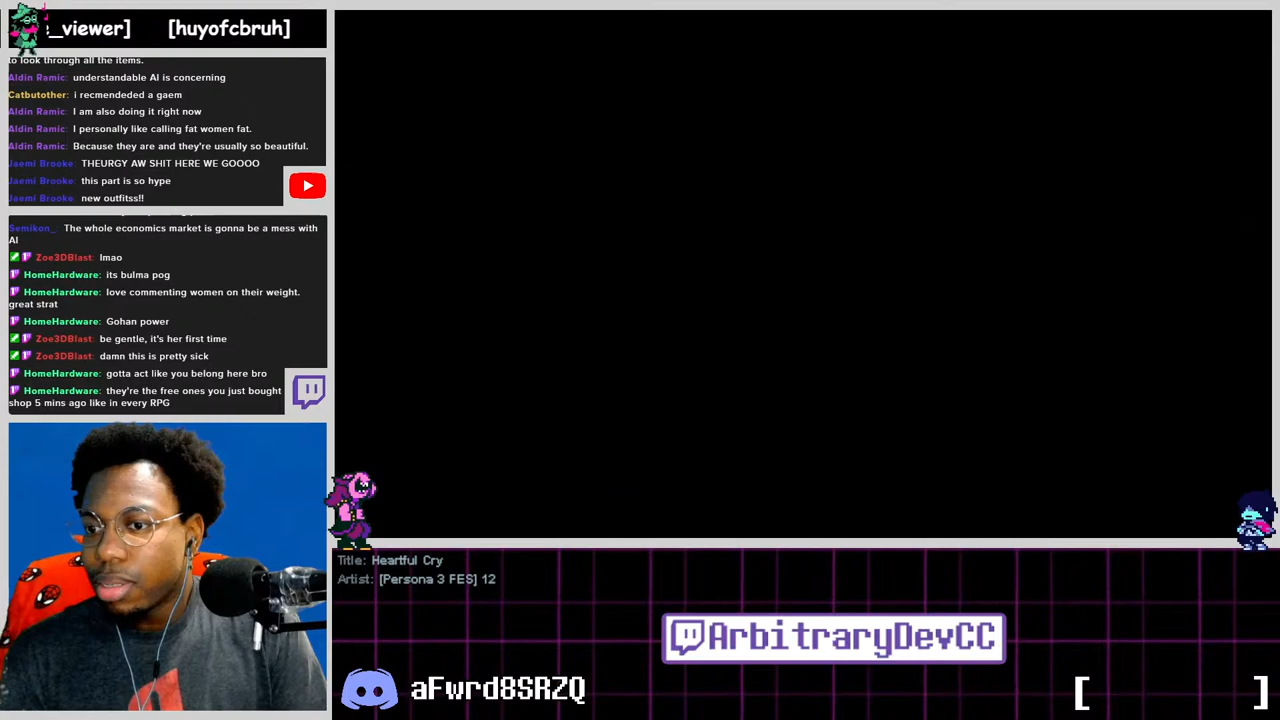 e_viewer] [huyofcbruh]
to look through all the items.
Aldin Ramic: understandable AI is concerning
Catbutother: i recmendeded a gaem
Aldin Ramic: I am also doing it right now
Aldin Ramic: I personally like calling fat women fat.
Aldin Ramic: Because they are and they're usually so beautiful.
Jaemi Brooke: THEURGY AW SHIT HERE WE GOOOO
Jaemi Brooke: this part is so hype
Jaemi Brooke: new outfitss!!
Semikon_: The whole economics market is gonna be a mess with
AI
Zoe3DBlast: lmao
HomeHardware: its bulma pog
HomeHardware: love commenting women on their weight.
great strat
HomeHardware: Gohan power
Zoe3DBlast: be gentle, it's her first time
Zoe3DBlast: damn this is pretty sick
HomeHardware: gotta act like you belong here bro
HomeHardware: they're the free ones you just bought
shop 5 mins ago like in every RPG
Title: Heartful Cry
Artist: [Persona 3 FES] 12
@ArbitraryDevCC
aFwrd8SRZQ
[ ]